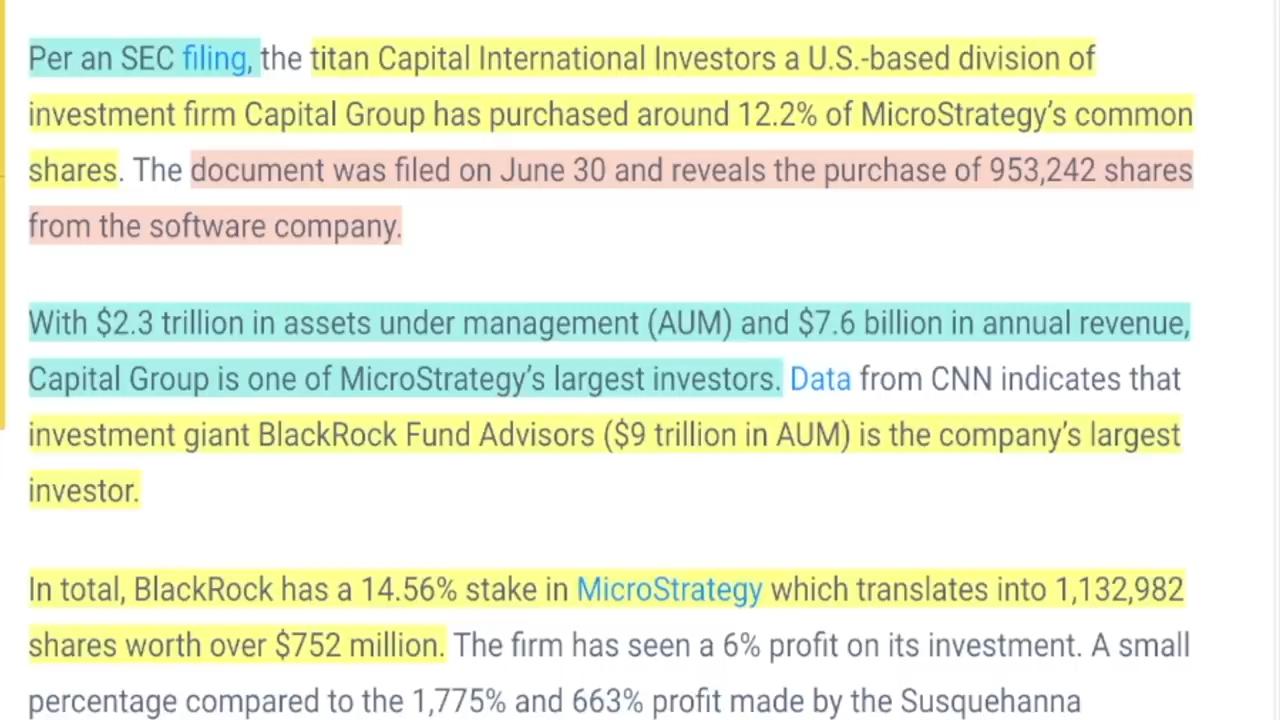 Per an SEC filing, the titan Capital International Investors a U.S.-based division of
investment firm Capital Group has purchased around 12.2% of MicroStrategy’s common
shares. The document was filed on June 30 and reveals the purchase of 953,242 shares
from the software company.
With $2.3 trillion in assets under management (AUM) and $7.6 billion in annual revenue,
Capital Group is one of MicroStrategy’s largest investors. Data from CNN indicates that
investment giant BlackRock Fund Advisors ($9 trillion in AUM) is the company’s largest
investor.
In total, BlackRock has a 14.56% stake in MicroStrategy which translates into 1,132,982
shares worth over $752 million. The firm has seen a 6% profit on its investment. A small
percentage compared to the 1,775% and 663% profit made by the Susquehanna